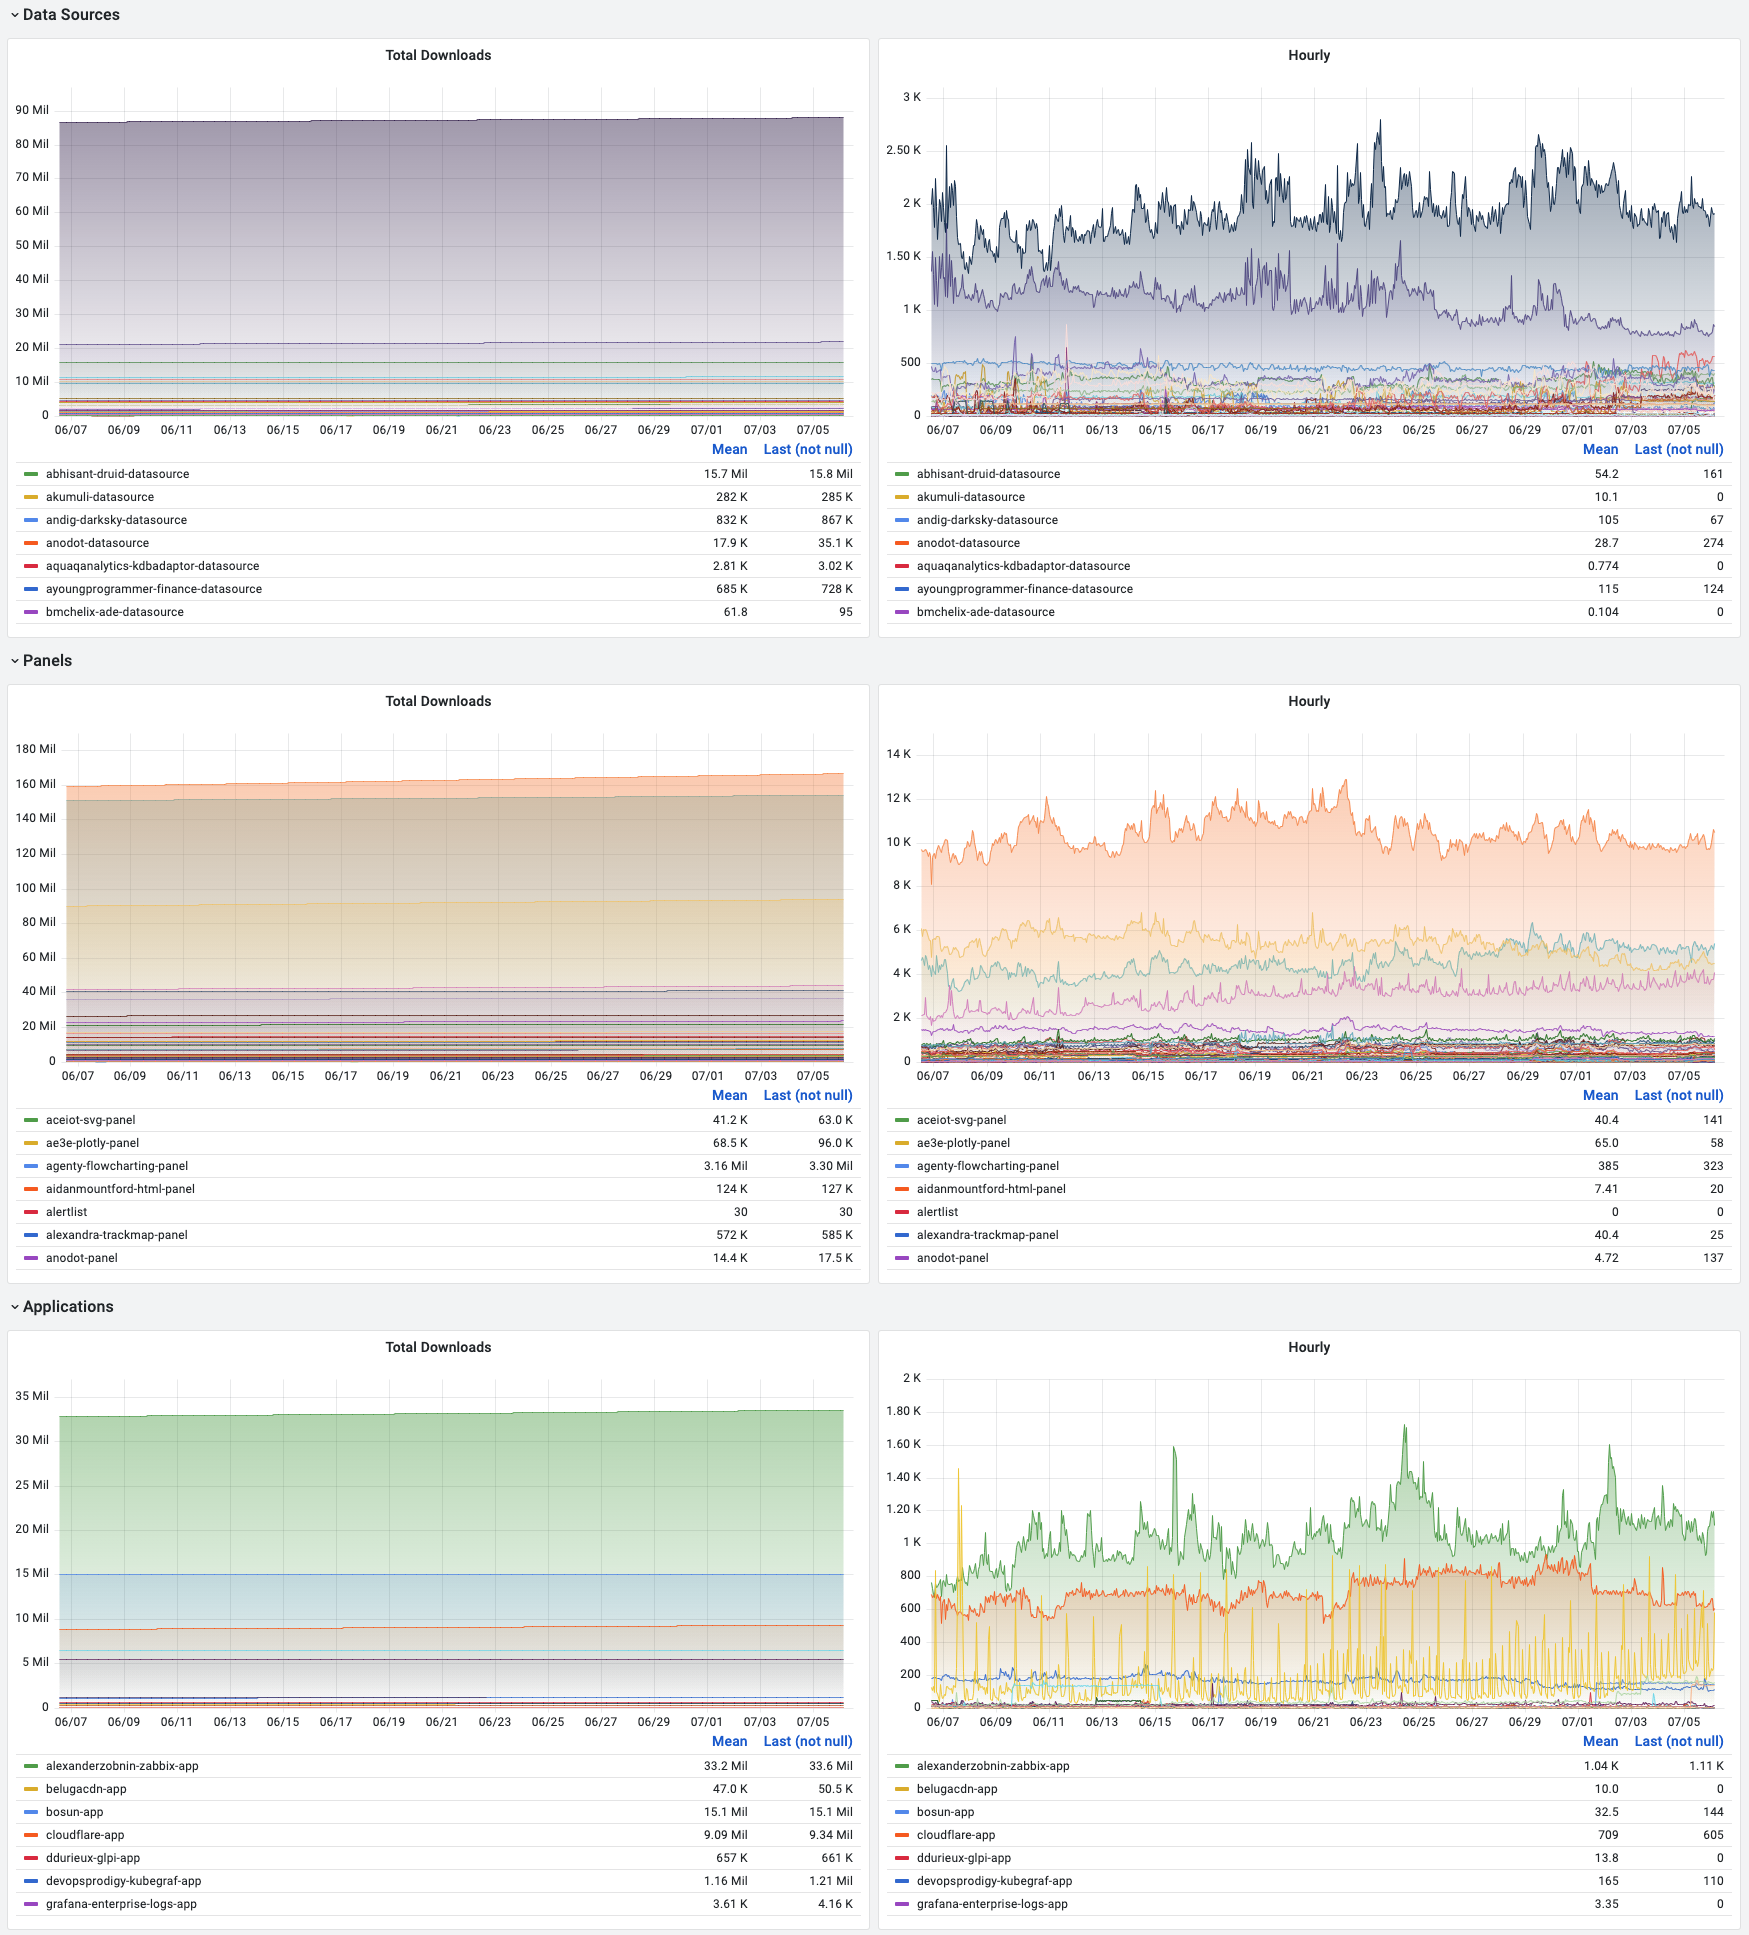 Data Sources
Total Downloads
90 Mil
80 Mil
70 Mil
60 Mil
50 Mil
40 Mil
30 Mil
20 Mil
10 Mil
0
06/07 06/09 06/11 06/13 06/15 06/17 06/19 06/21 06/23 06/25 06/27 06/29 07/01 07/03 07/05
Mean Last (not null)
abhisant-druid-datasource 15.7 Mil 15.8 Mil
akumuli-datasource 282 K 285 K
andig-darksky-datasource 832 K 867 K
anodot-datasource 17.9 K 35.1 K
aquaqanalytics-kdbadaptor-datasource 2.81 K 3.02 K
ayoungprogrammer-finance-datasource 685 K 728 K
bmchelix-ade-datasource 61.8 95
Hourly
3 K
2.50 K
2 K
1.50 K
1 K
500
0
06/07 06/09 06/11 06/13 06/15 06/17 06/19 06/21 06/23 06/25 06/27 06/29 07/01 07/03 07/05
Mean Last (not null)
abhisant-druid-datasource 54.2 161
akumuli-datasource 10.1 0
andig-darksky-datasource 105 67
anodot-datasource 28.7 274
aquaqanalytics-kdbadaptor-datasource 0.774 0
ayoungprogrammer-finance-datasource 115 124
bmchelix-ade-datasource 0.104 0
Panels
Total Downloads
180 Mil
160 Mil
140 Mil
120 Mil
100 Mil
80 Mil
60 Mil
40 Mil
20 Mil
0
06/07 06/09 06/11 06/13 06/15 06/17 06/19 06/21 06/23 06/25 06/27 06/29 07/01 07/03 07/05
Mean Last (not null)
aceiot-svg-panel 41.2 K 63.0 K
ae3e-plotly-panel 68.5 K 96.0 K
agenty-flowcharting-panel 3.16 Mil 3.30 Mil
aidanmountford-html-panel 124 K 127 K
alertlist 30 30
alexandra-trackmap-panel 572 K 585 K
anodot-panel 14.4 K 17.5 K
Hourly
14 K
12 K
10 K
8 K
6 K
4 K
2 K
0
06/07 06/09 06/11 06/13 06/15 06/17 06/19 06/21 06/23 06/25 06/27 06/29 07/01 07/03 07/05
Mean Last (not null)
aceiot-svg-panel 40.4 141
ae3e-plotly-panel 65.0 58
agenty-flowcharting-panel 385 323
aidanmountford-html-panel 7.41 20
alertlist 0 0
alexandra-trackmap-panel 40.4 25
anodot-panel 4.72 137
Applications
Total Downloads
35 Mil
30 Mil
25 Mil
20 Mil
15 Mil
10 Mil
5 Mil
0
06/07 06/09 06/11 06/13 06/15 06/17 06/19 06/21 06/23 06/25 06/27 06/29 07/01 07/03 07/05
Mean Last (not null)
alexanderzobnin-zabbix-app 33.2 Mil 33.6 Mil
belugacdn-app 47.0 K 50.5 K
bosun-app 15.1 Mil 15.1 Mil
cloudflare-app 9.09 Mil 9.34 Mil
ddurieux-glpi-app 657 K 661 K
devopsprodigy-kubegraf-app 1.16 Mil 1.21 Mil
grafana-enterprise-logs-app 3.61 K 4.16 K
Hourly
2 K
1.80 K
1.60 K
1.40 K
1.20 K
1 K
800
600
400
200
0
06/07 06/09 06/11 06/13 06/15 06/17 06/19 06/21 06/23 06/25 06/27 06/29 07/01 07/03 07/05
Mean Last (not null)
alexanderzobnin-zabbix-app 1.04 K 1.11 K
belugacdn-app 10.0 0
bosun-app 32.5 144
cloudflare-app 709 605
ddurieux-glpi-app 13.8 0
devopsprodigy-kubegraf-app 165 110
grafana-enterprise-logs-app 3.35 0